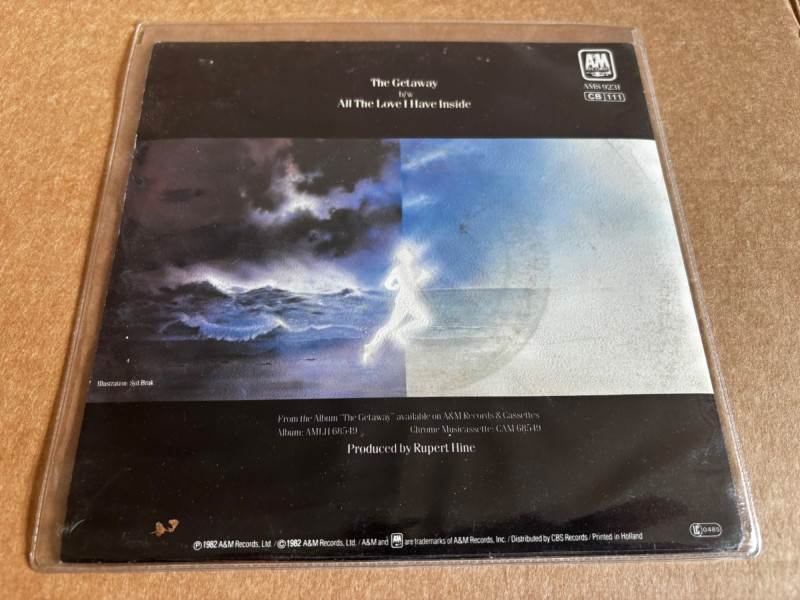 The Getaway
b/w
All The Love I Have Inside
A&M
AMS 9231
CB 111
Illustration: Syd Brak
From the Album "The Getaway" available on A&M Records & Cassettes
Album: AMLH 68549 Chrome Musicassette: CAM 68549
Produced by Rupert Hine
LC 0485
℗ 1982 A&M Records, Ltd. / © 1982 A&M Records, Ltd. / A&M and A&M are trademarks of A&M Records, Inc. / Distributed by CBS Records / Printed in Holland